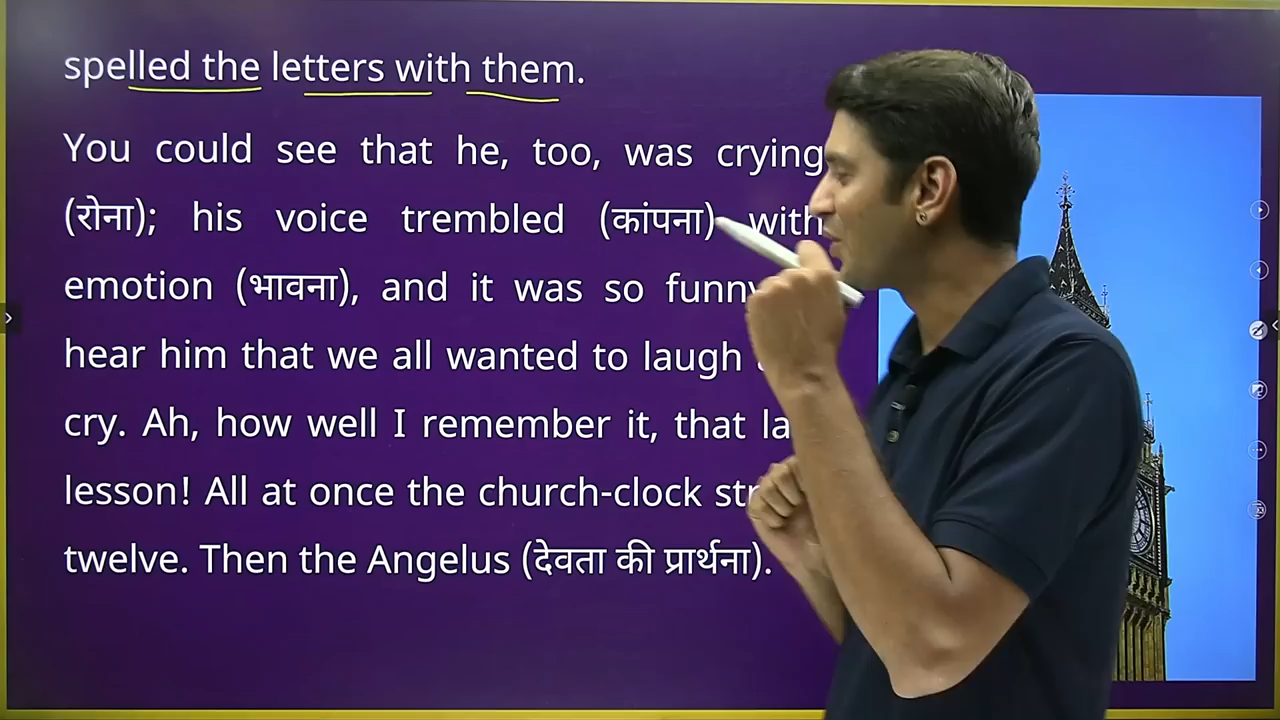 spelled the letters with them.
You could see that he, too, was crying
(रोना); his voice trembled (कांपना) with
emotion (भावना), and it was so funny
hear him that we all wanted to laugh
cry. Ah, how well I remember it, that
lesson! All at once the church-clock
twelve. Then the Angelus (देवता की प्रार्थना).